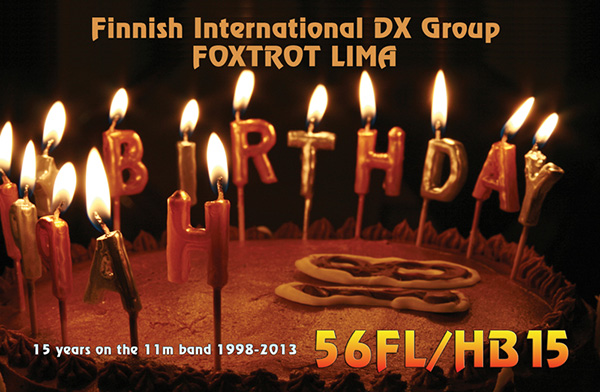 Finnish International DX Group
FOXTROT LIMA
HAPPY
BIRTHDAY
15 years on the 11m band 1998-2013
56FL/HB15